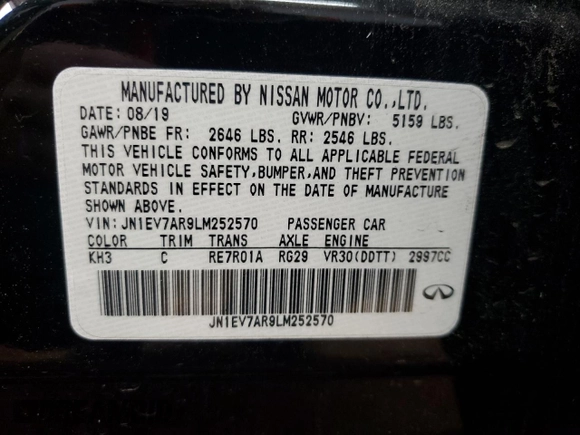 MANUFACTURED BY NISSAN MOTOR CO.,LTD.
DATE: 08/19 GVWR/PNBV: 5159 LBS.
GAWR/PNBE FR: 2646 LBS. RR: 2546 LBS.
THIS VEHICLE CONFORMS TO ALL APPLICABLE FEDERAL
MOTOR VEHICLE SAFETY,BUMPER,AND THEFT PREVENTION
STANDARDS IN EFFECT ON THE DATE OF MANUFACTURE
SHOWN ABOVE.
VIN: JN1EV7AR9LM252570 PASSENGER CAR
COLOR TRIM TRANS AXLE ENGINE
KH3 C RE7R01A RG29 VR30(DDTT) 2997CC
JN1EV7AR9LM252570